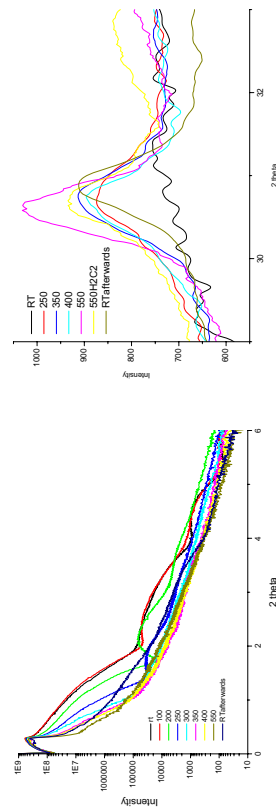 1000
900
800
700
600
Intensity
30
32
2 theta
RT
250
350
400
550
550H2C2
RTafterwards
1E9
1E8
1E7
1000000
100000
10000
1000
100
10
Intensity
0
2
4
6
2 theta
rt
100
200
250
300
350
400
550
RTafterwards